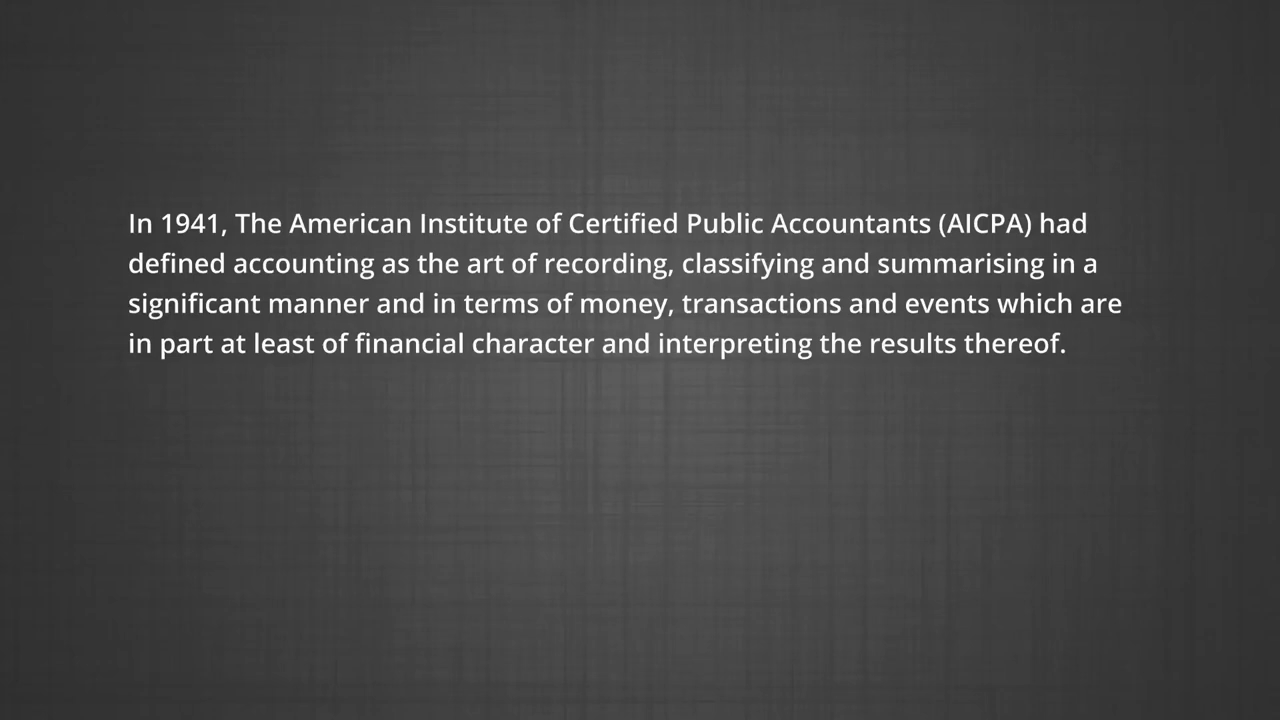 In 1941, The American Institute of Certified Public Accountants (AICPA) had
defined accounting as the art of recording, classifying and summarising in a
significant manner and in terms of money, transactions and events which are
in part at least of financial character and interpreting the results thereof.